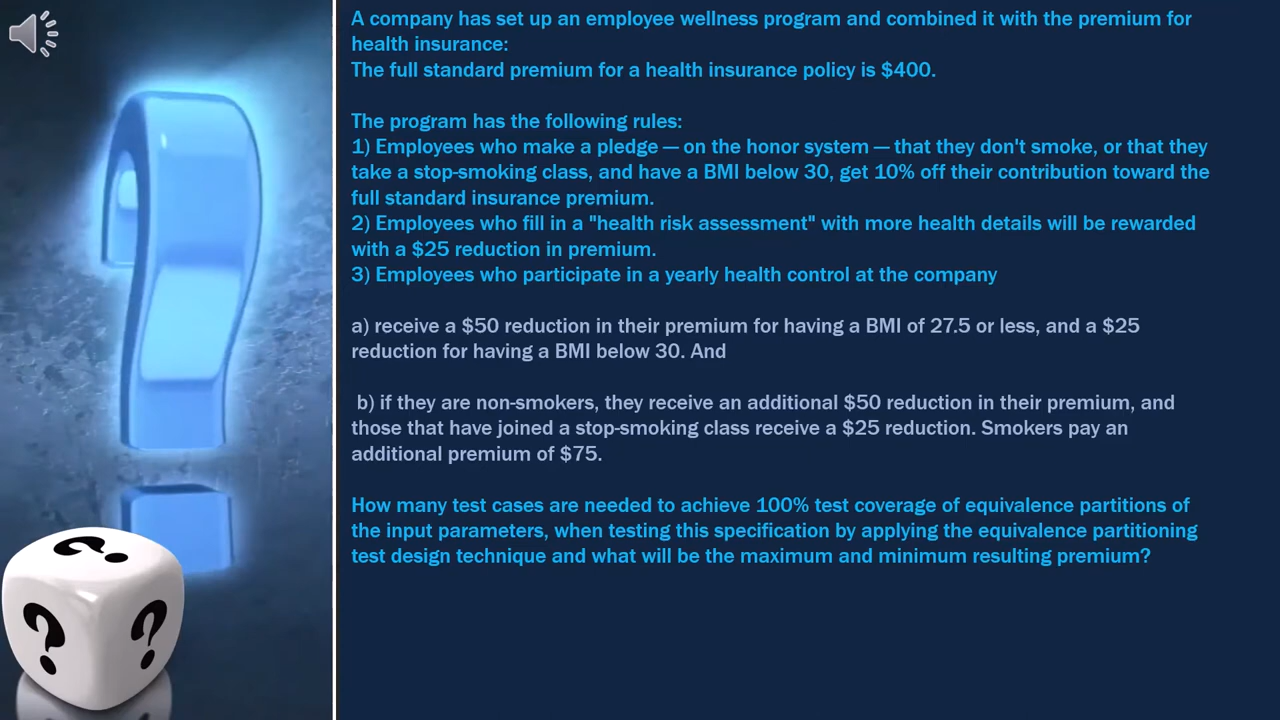 A company has set up an employee wellness program and combined it with the premium for
health insurance:
The full standard premium for a health insurance policy is $400.
The program has the following rules:
1) Employees who make a pledge — on the honor system — that they don't smoke, or that they
take a stop-smoking class, and have a BMI below 30, get 10% off their contribution toward the
full standard insurance premium.
2) Employees who fill in a "health risk assessment" with more health details will be rewarded
with a $25 reduction in premium.
3) Employees who participate in a yearly health control at the company
a) receive a $50 reduction in their premium for having a BMI of 27.5 or less, and a $25
reduction for having a BMI below 30. And
b) if they are non-smokers, they receive an additional $50 reduction in their premium, and
those that have joined a stop-smoking class receive a $25 reduction. Smokers pay an
additional premium of $75.
How many test cases are needed to achieve 100% test coverage of equivalence partitions of
the input parameters, when testing this specification by applying the equivalence partitioning
test design technique and what will be the maximum and minimum resulting premium?